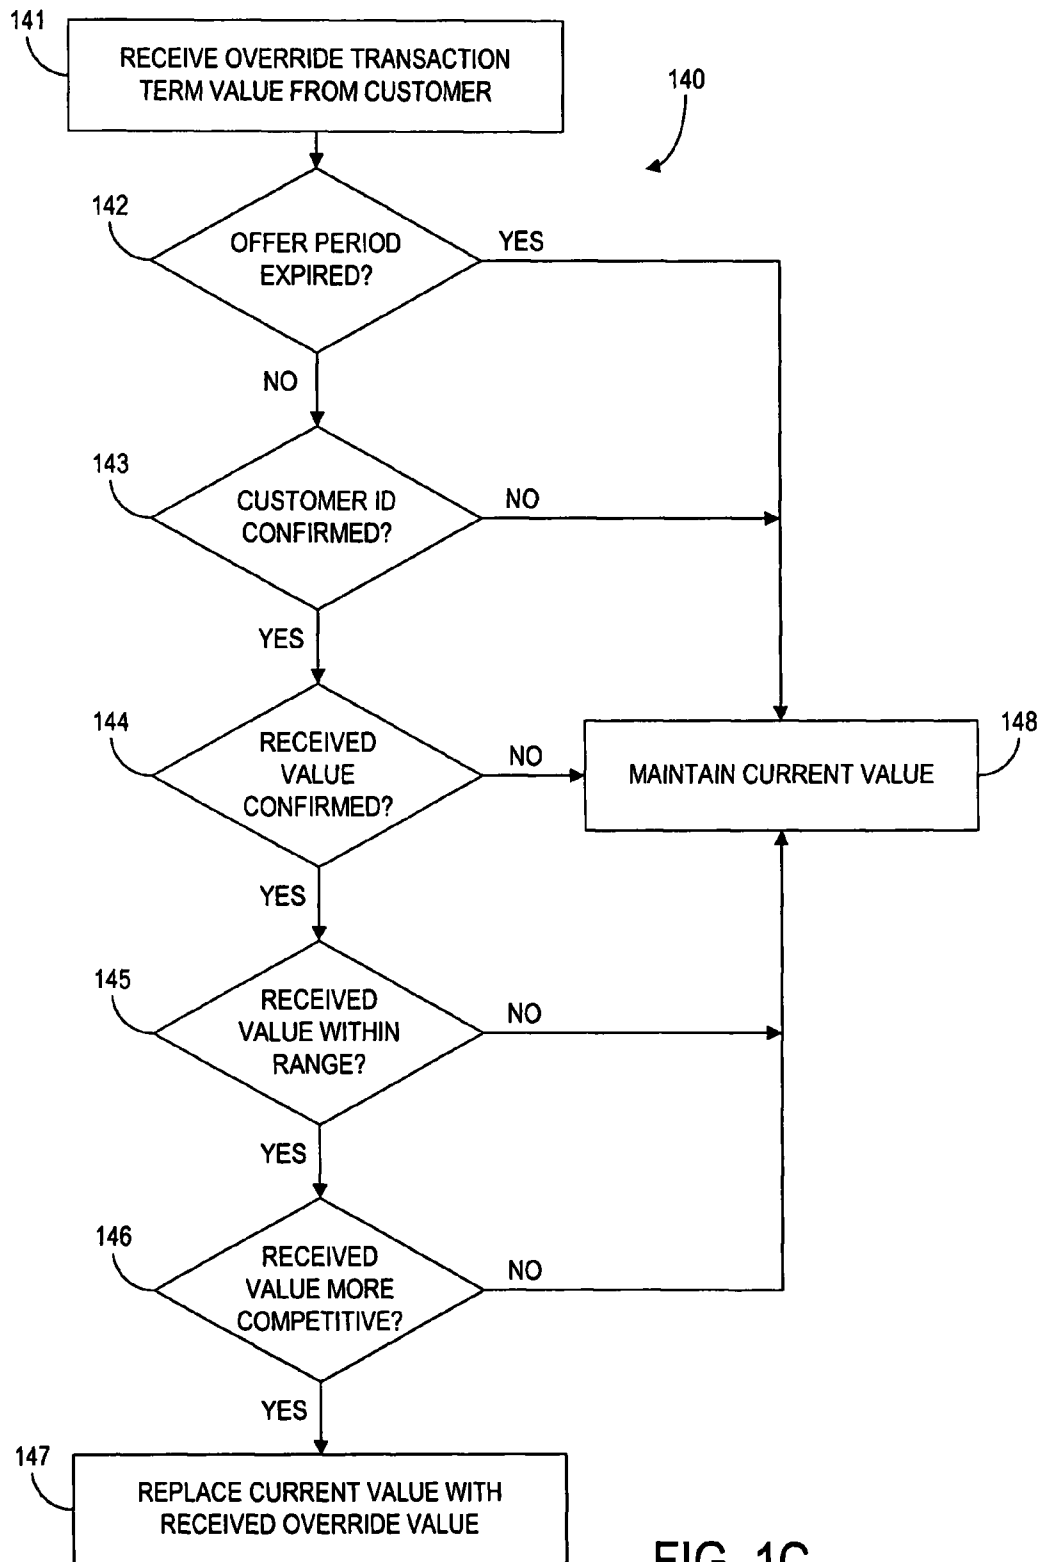 141
RECEIVE OVERRIDE TRANSACTION
TERM VALUE FROM CUSTOMER
140
142
OFFER PERIOD
EXPIRED?
YES
NO
143
CUSTOMER ID
CONFIRMED?
NO
YES
144
RECEIVED
VALUE
CONFIRMED?
NO
MAINTAIN CURRENT VALUE
148
YES
145
RECEIVED
VALUE WITHIN
RANGE?
NO
YES
146
RECEIVED
VALUE MORE
COMPETITIVE?
NO
YES
147
REPLACE CURRENT VALUE WITH
RECEIVED OVERRIDE VALUE
FIG. 1C